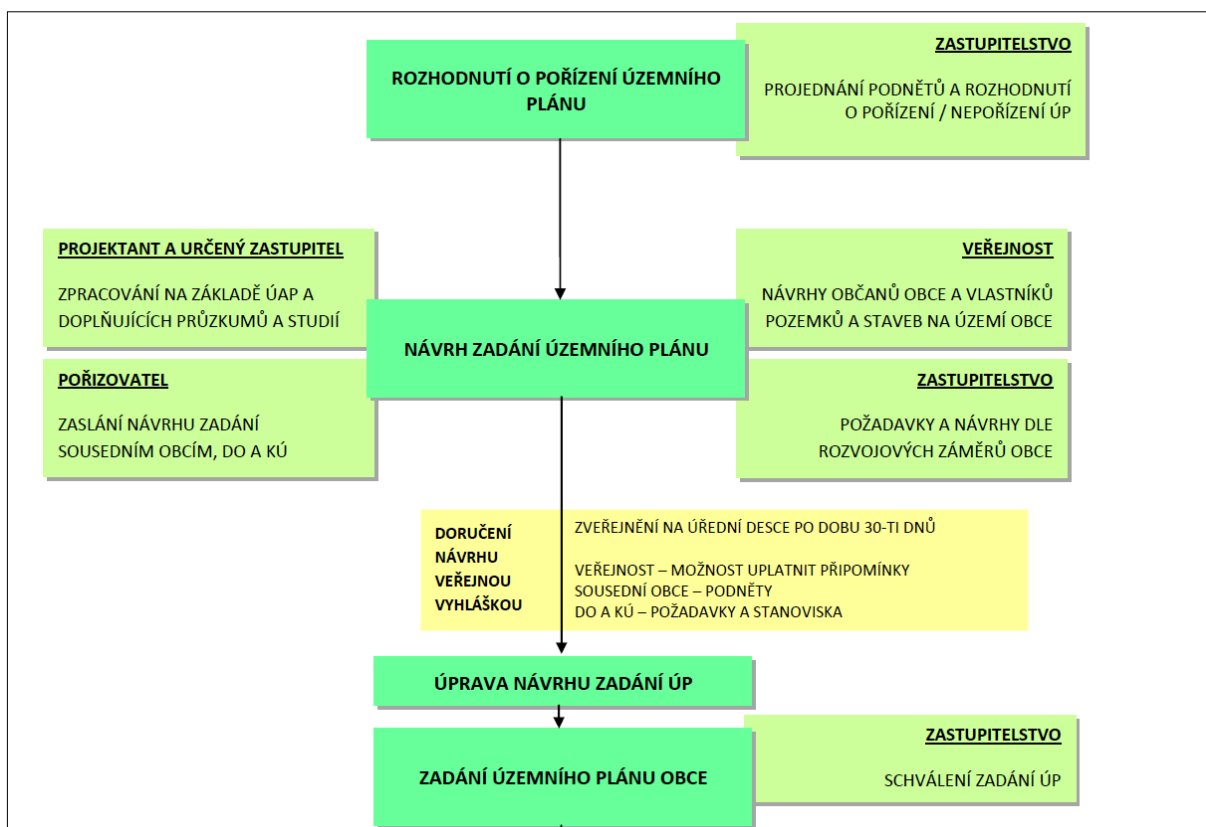 ROZHODNUTÍ O POŘÍZENÍ ÚZEMNÍHO
PLÁNU
ZASTUPITELSTVO
PROJEDNÁNÍ PODNĚTŮ A ROZHODNUTÍ
O POŘÍZENÍ / NEPOŘÍZENÍ ÚP
PROJEKTANT A URČENÝ ZASTUPITEL
ZPRACOVÁNÍ NA ZÁKLADĚ ÚAP A
DOPLŇUJÍCÍCH PRŮZKUMŮ A STUDIÍ
VEŘEJNOST
NÁVRHY OBČANŮ OBCE A VLASTNÍKŮ
POZEMKŮ A STAVEB NA ÚZEMÍ OBCE
NÁVRH ZADÁNÍ ÚZEMNÍHO PLÁNU
POŘIZOVATEL
ZASLÁNÍ NÁVRHU ZADÁNÍ
SOUSEDNÍM OBCÍM, DO A KÚ
ZASTUPITELSTVO
POŽADAVKY A NÁVRHY DLE
ROZVOJOVÝCH ZÁMĚRŮ OBCE
DORUČENÍ
NÁVRHU
VEŘEJNOU
VYHLÁŠKOU
ZVEŘEJNĚNÍ NA ÚŘEDNÍ DESCE PO DOBU 30-TI DNŮ
VEŘEJNOST – MOŽNOST UPLATNIT PŘIPOMÍNKY
SOUSEDNÍ OBCE – PODNĚTY
DO A KÚ – POŽADAVKY A STANOVISKA
ÚPRAVA NÁVRHU ZADÁNÍ ÚP
ZADÁNÍ ÚZEMNÍHO PLÁNU OBCE
ZASTUPITELSTVO
SCHVÁLENÍ ZADÁNÍ ÚP